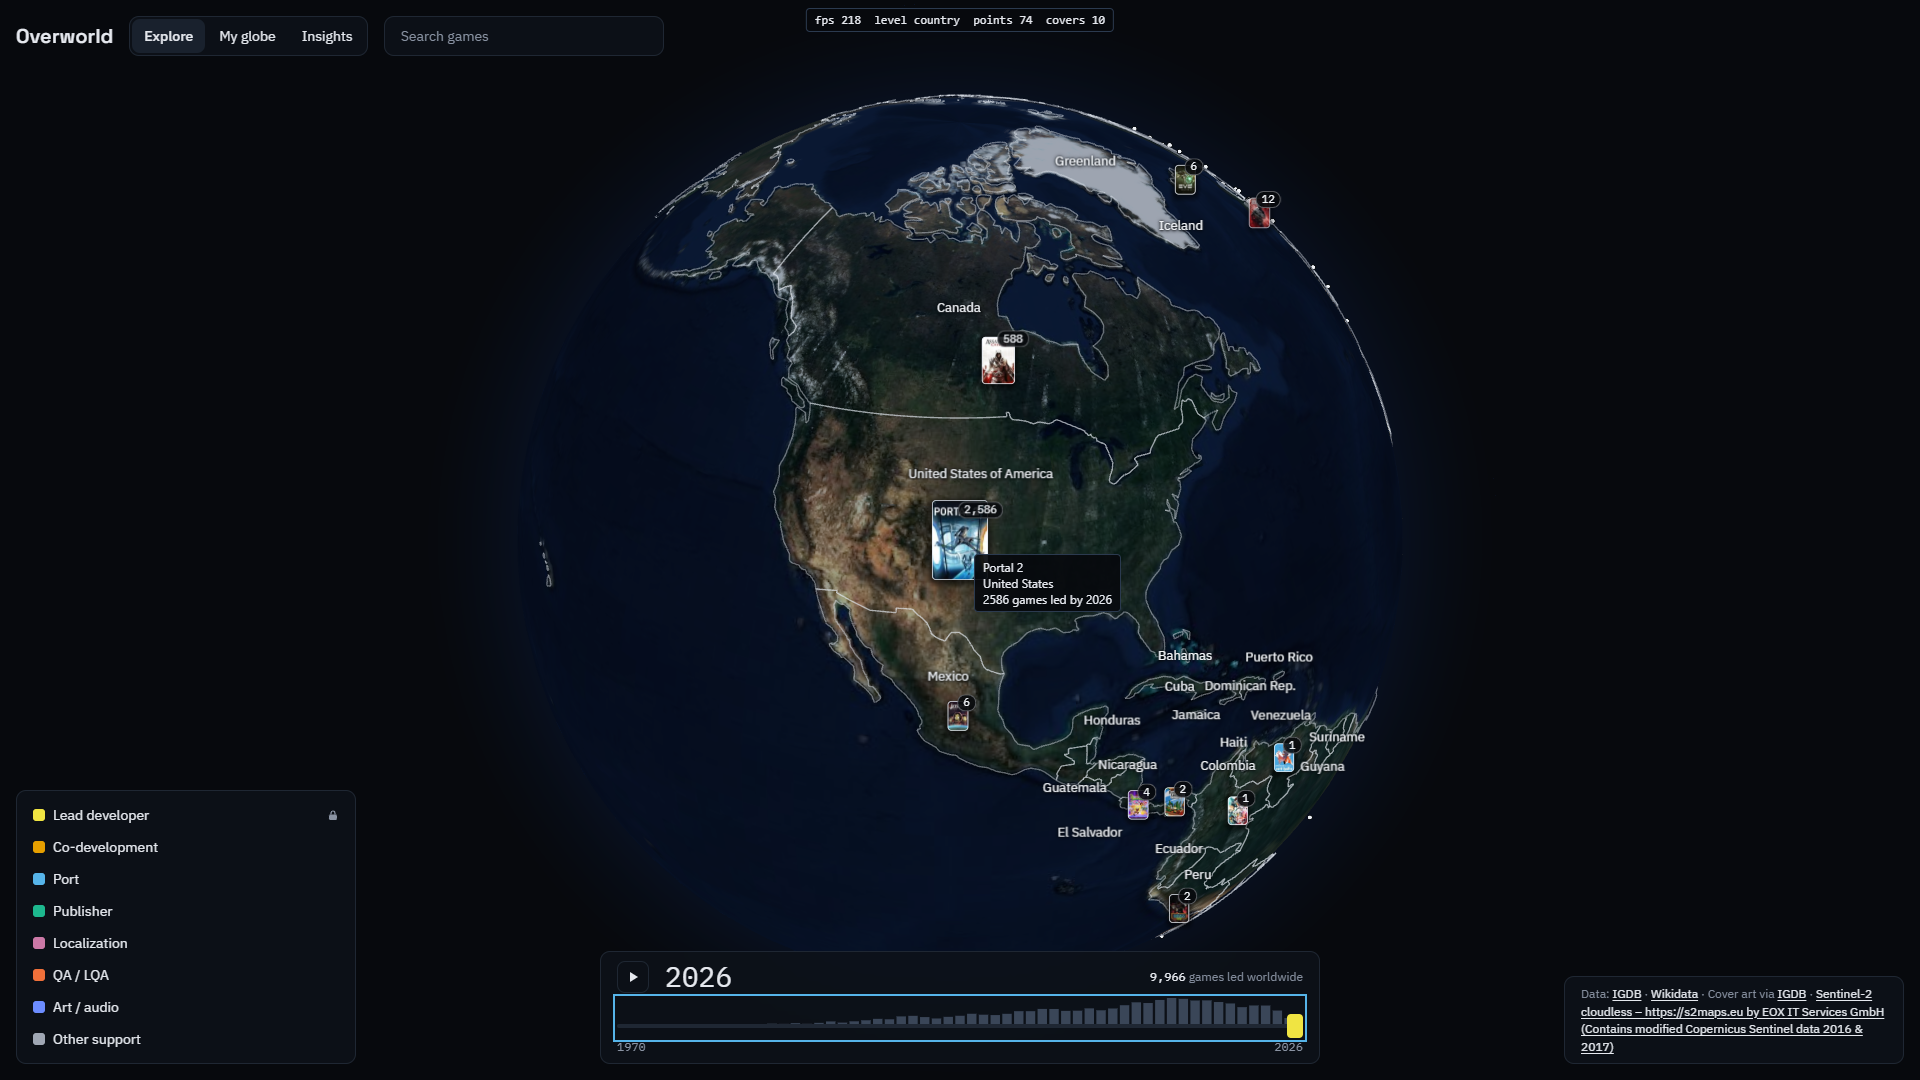 Overworld
Explore
My globe
Insights
Search games
fps 218 level country points 74 covers 10
Greenland
6
12
Iceland
Canada
588
United States of America
PORT
2,586
Portal 2
United States
2586 games led by 2026
Bahamas
Puerto Rico
Mexico
Cuba
Dominican Rep.
6
Honduras
Jamaica
Venezuela
Suriname
Haiti
1
Nicaragua
Colombia
Guyana
Guatemala
4
2
1
El Salvador
Ecuador
Peru
2
Lead developer
Co-development
Port
Publisher
Localization
QA / LQA
Art / audio
Other support
2026
9,966 games led worldwide
1970
2026
Data: IGDB · Wikidata · Cover art via IGDB · Sentinel-2
cloudless – https://s2maps.eu by EOX IT Services GmbH
(Contains modified Copernicus Sentinel data 2016 &
2017)